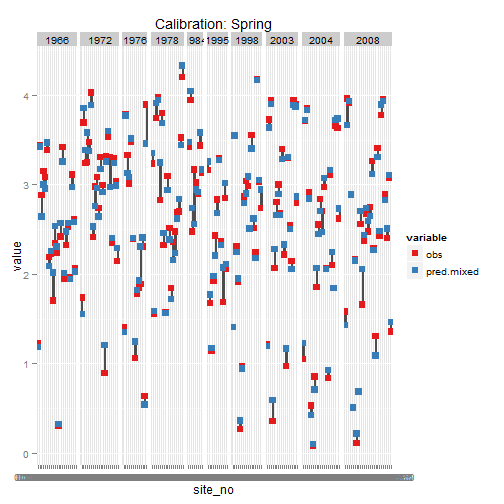 Calibration: Spring
1966 1972 1976 1978 984 1995 1998 2003 2004 2008
4
3
2
1
0
value
site_no
variable
obs
pred.mixed